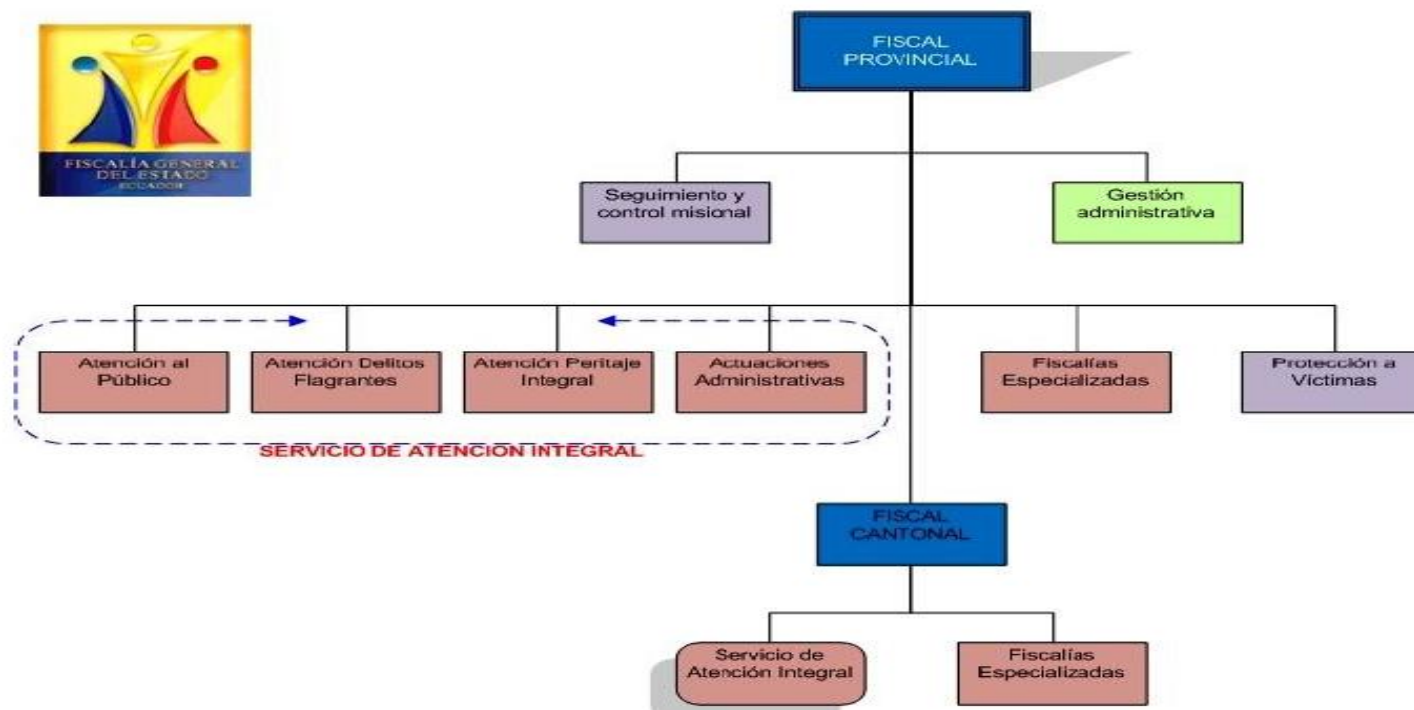 FISCALÍA GENERAL
DEL ESTADO
ECUADOR
FISCAL
PROVINCIAL
Seguimiento y
control misional
Gestión
administrativa
Atención al
Público
Atención Delitos
Flagrantes
Atención Peritaje
Integral
Actuaciones
Administrativas
Fiscalías
Especializadas
Protección a
Víctimas
SERVICIO DE ATENCION INTEGRAL
FISCAL
CANTONAL
Servicio de
Atención Integral
Fiscalías
Especializadas